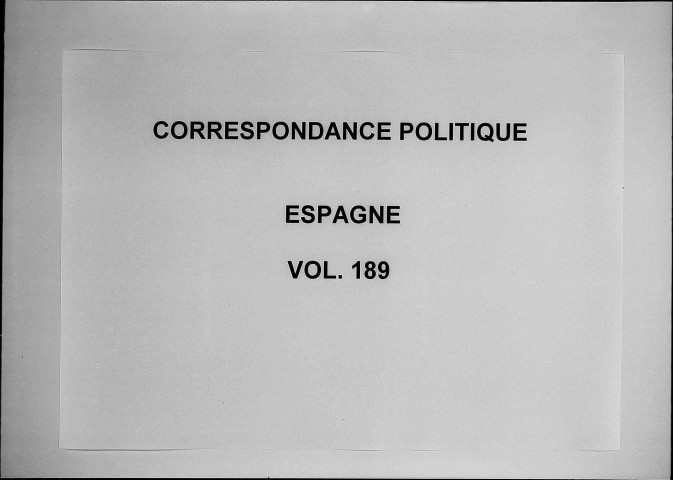 CORRESPONDANCE POLITIQUE
ESPAGNE
VOL. 189